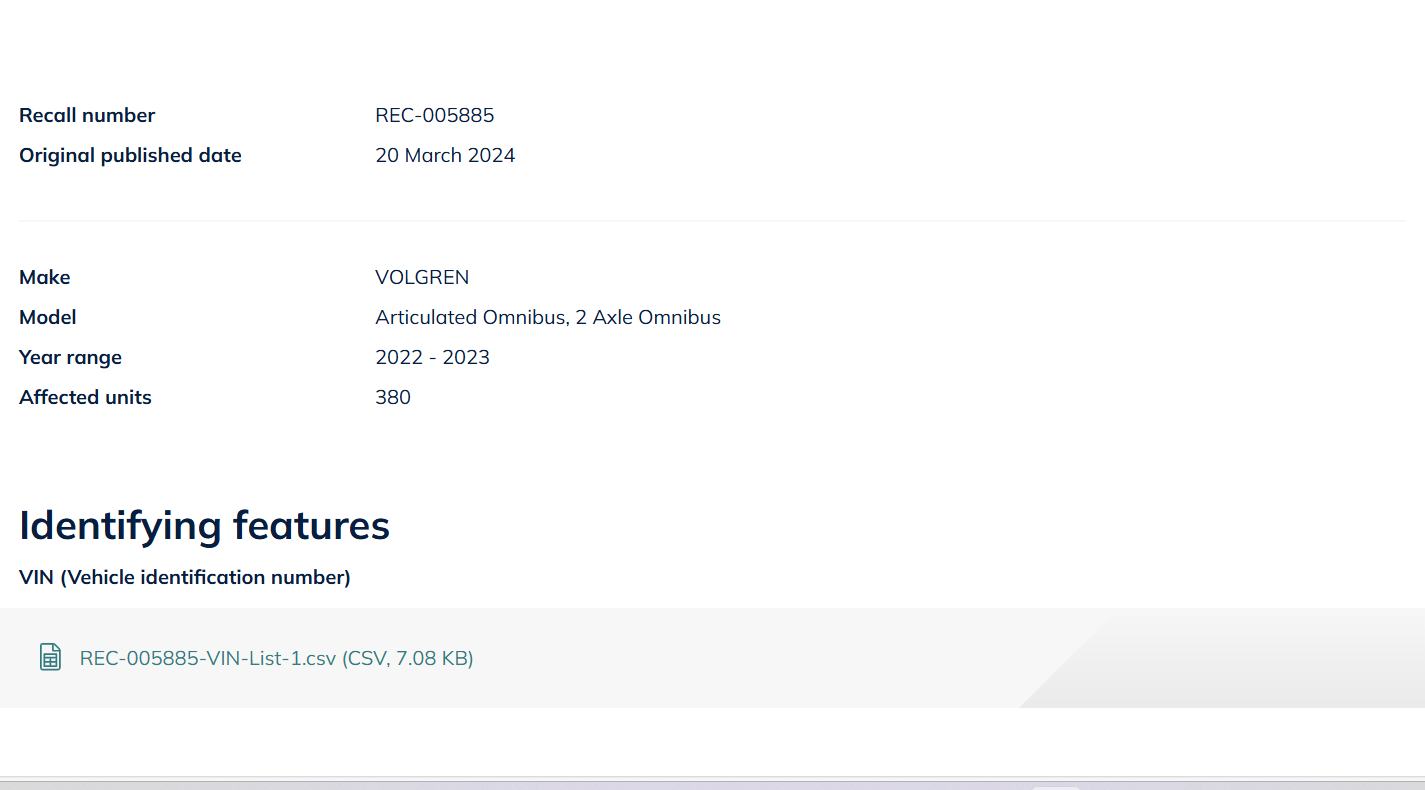 Recall number REC-005885
Original published date 20 March 2024
Make VOLGREN
Model Articulated Omnibus, 2 Axle Omnibus
Year range 2022 - 2023
Affected units 380
Identifying features
VIN (Vehicle identification number)
REC-005885-VIN-List-1.csv (CSV, 7.08 KB)